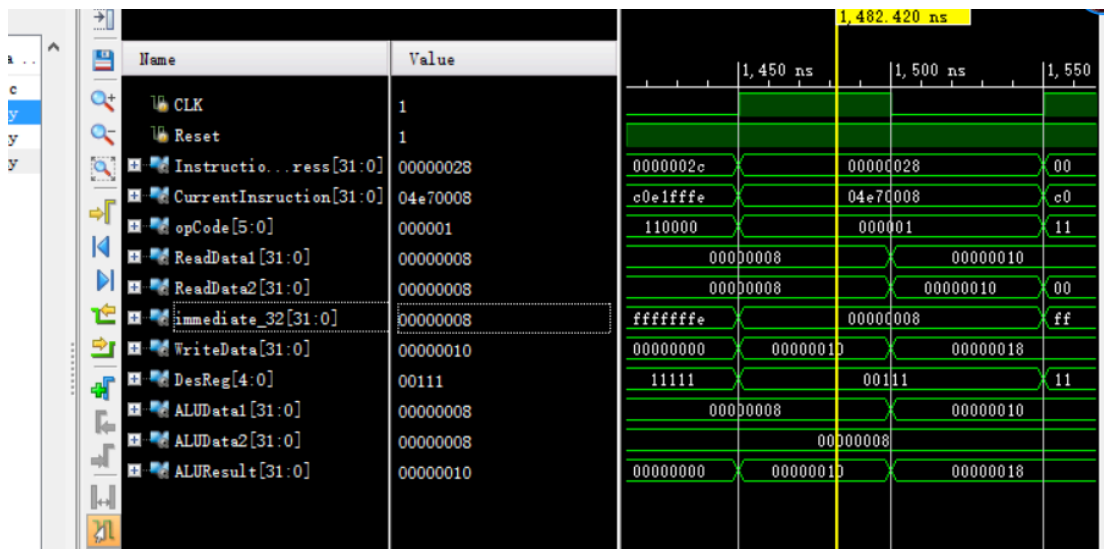 1,482.420 ns
Name Value
1,450 ns 1,500 ns 1,550
CLK 1
Reset 1
Instructio...ress[31:0] 00000028 0000002c 00000028 00
CurrentInsruction[31:0] 04e70008 c0e1fffe 04e70008 c0
opCode[5:0] 000001 110000 000001 11
ReadData1[31:0] 00000008 00000008 00000010
ReadData2[31:0] 00000008 00000008 00000010 00
immediate_32[31:0] 00000008 fffffffe 00000008 ff
WriteData[31:0] 00000010 00000000 00000010 00000018
DesReg[4:0] 00111 11111 00111 11
ALUData1[31:0] 00000008 00000008 00000010
ALUData2[31:0] 00000008 00000008
ALUResult[31:0] 00000010 00000000 00000010 00000018